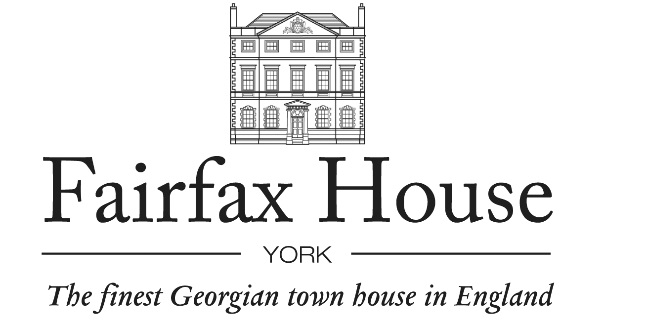 Fairfax House
YORK
The finest Georgian town house in England